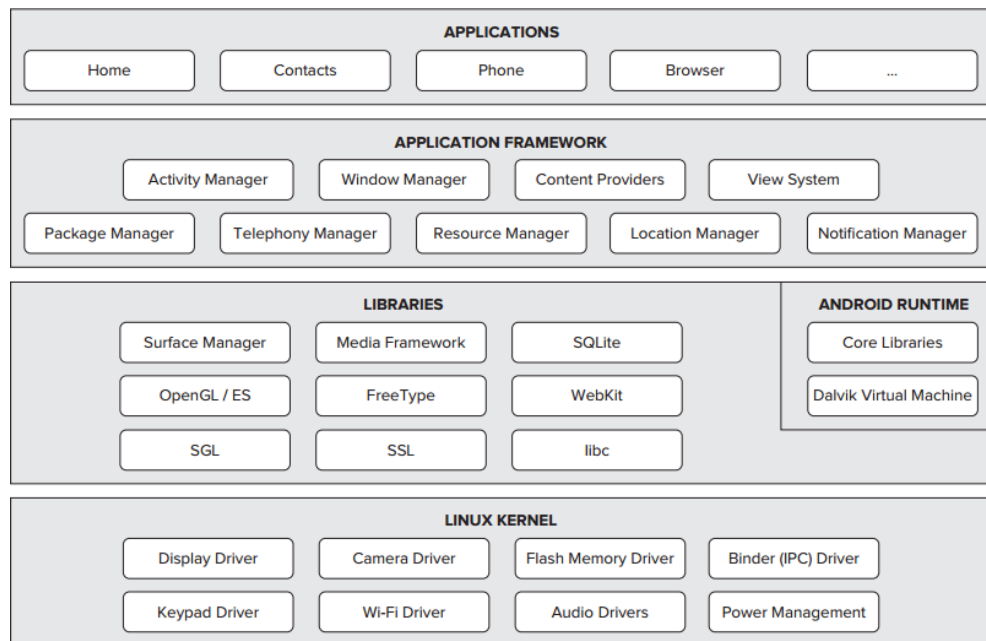 APPLICATIONS
Home Contacts Phone Browser ...
APPLICATION FRAMEWORK
Activity Manager Window Manager Content Providers View System
Package Manager Telephony Manager Resource Manager Location Manager Notification Manager
LIBRARIES ANDROID RUNTIME
Surface Manager Media Framework SQLite Core Libraries
OpenGL / ES FreeType WebKit Dalvik Virtual Machine
SGL SSL libc
LINUX KERNEL
Display Driver Camera Driver Flash Memory Driver Binder (IPC) Driver
Keypad Driver Wi-Fi Driver Audio Drivers Power Management